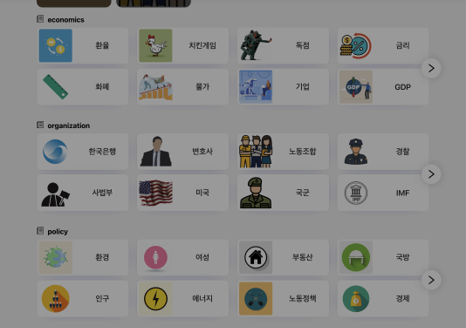 economics
환율 치킨게임 독점 금리
화폐 물가 기업 GDP
organization
한국은행 변호사 노동조합 경찰
사법부 미국 국군 IMF
policy
환경 여성 부동산 국방
인구 에너지 노동정책 경제